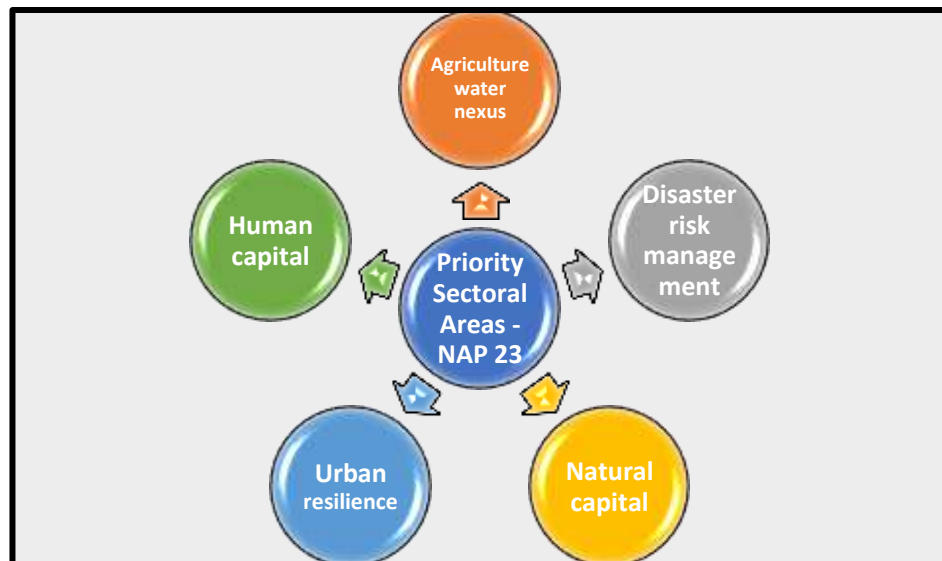 Agriculture
water
nexus
Human
capital
Disaster
risk
manage
ment
Priority
Sectoral
Areas -
NAP 23
Urban
resilience
Natural
capital